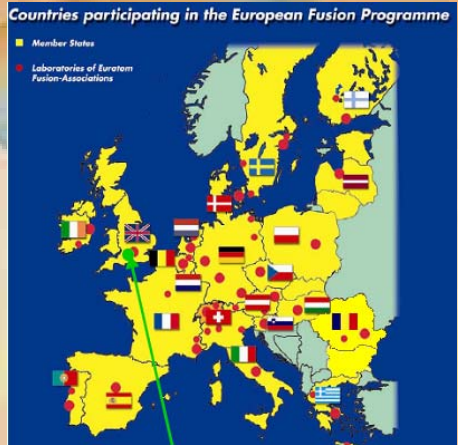 Countries participating in the European Fusion Programme
Member States
Laboratories of Euratom
Fusion-Associations